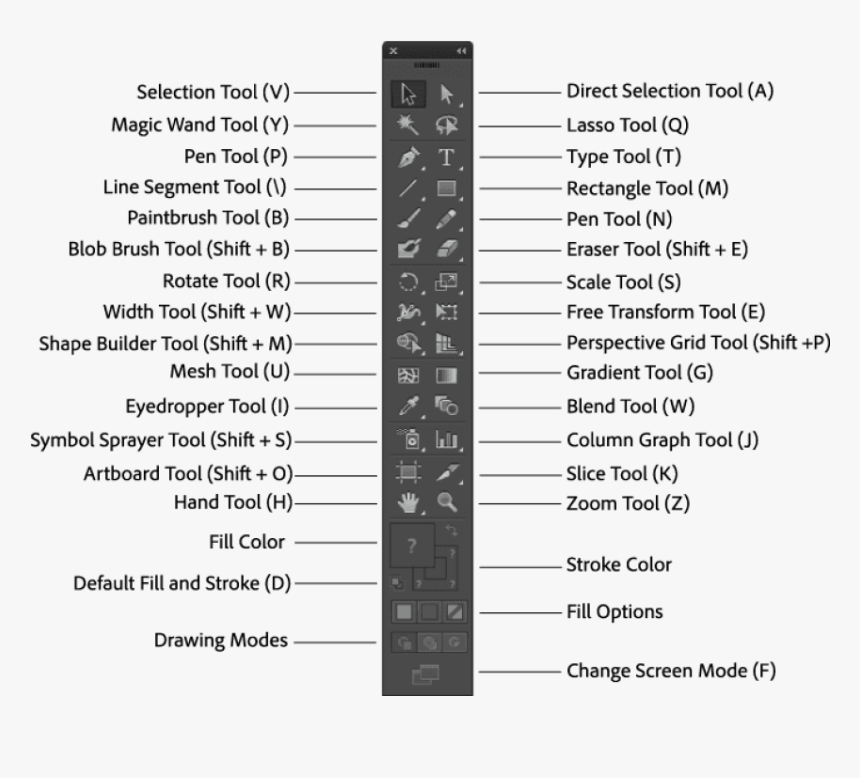 Selection Tool (V)
Direct Selection Tool (A)
Magic Wand Tool (Y)
Lasso Tool (Q)
Pen Tool (P)
T
Type Tool (T)
Line Segment Tool (\)
Rectangle Tool (M)
Paintbrush Tool (B)
Pen Tool (N)
Blob Brush Tool (Shift + B)
Eraser Tool (Shift + E)
Rotate Tool (R)
Scale Tool (S)
Width Tool (Shift + W)
Free Transform Tool (E)
Shape Builder Tool (Shift + M)
Perspective Grid Tool (Shift +P)
Mesh Tool (U)
Gradient Tool (G)
Eyedropper Tool (I)
Blend Tool (W)
Symbol Sprayer Tool (Shift + S)
Column Graph Tool (J)
Artboard Tool (Shift + O)
Slice Tool (K)
Hand Tool (H)
Zoom Tool (Z)
Fill Color
?
?
Stroke Color
Default Fill and Stroke (D)
? ?
Fill Options
Drawing Modes
Change Screen Mode (F)